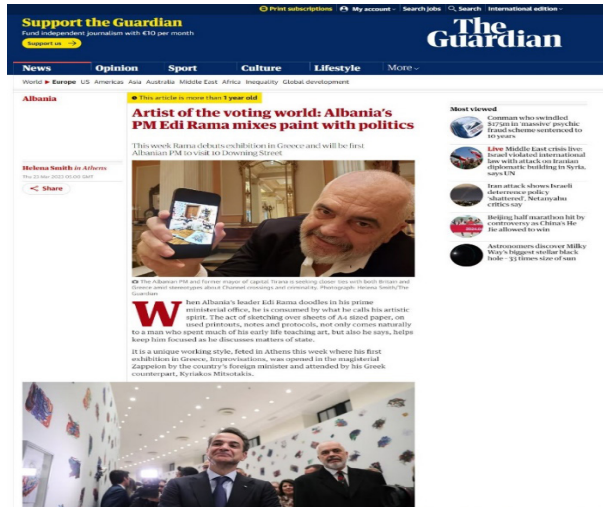 Print subscriptions My account Search jobs Search International edition
Support the Guardian
Fund independent journalism with €10
per month
Support us →
The
Guardian
News Opinion Sport Culture Lifestyle More
World ▶ Europe US Americas Asia Australia Middle East Africa Inequality Global development
Albania
This article is more than 1 year old
Artist of the voting world: Albania's
PM Edi Rama mixes paint with politics
This week Rama debuts exhibition in Greece and will be first
Albanian PM to visit 10 Downing Street
Helena Smith in Athens
Thu 23 Mar 2023 05.00 GMT
Share
The Albanian PM and former mayor of capital Tirana is seeking closer ties with both Britain and
Greece amid stereotypes about Channel crossings and criminality. Photograph: Helena Smith/The
Guardian
When Albania's leader Edi Rama doodles in his prime
ministerial office, he is consumed by what he calls his artistic
spirit. The act of sketching over sheets of A4 sized paper, on
used printouts, notes and protocols, not only comes naturally
to a man who spent much of his early life teaching art, but also he says, helps
keep him focused as he discusses matters of state.
It is a unique working style, feted in Athens this week where his first
exhibition in Greece, Improvisations, was opened in the magisterial
Zappeion by the country's foreign minister and attended by his Greek
counterpart, Kyriakos Mitsotakis.
Most viewed
Conman who swindled
$175m in 'massive' psychic
fraud scheme sentenced to
10 years
Live Middle East crisis live:
Israel violated international
law with attack on Iranian
diplomatic building in Syria,
says UN
Iran attack shows Israeli
deterrence policy
'shattered', Netanyahu
critics say
Beijing half marathon hit by
controversy as China's He
Jie allowed to win
Astronomers discover Milky
Way's biggest stellar black
hole - 33 times size of sun